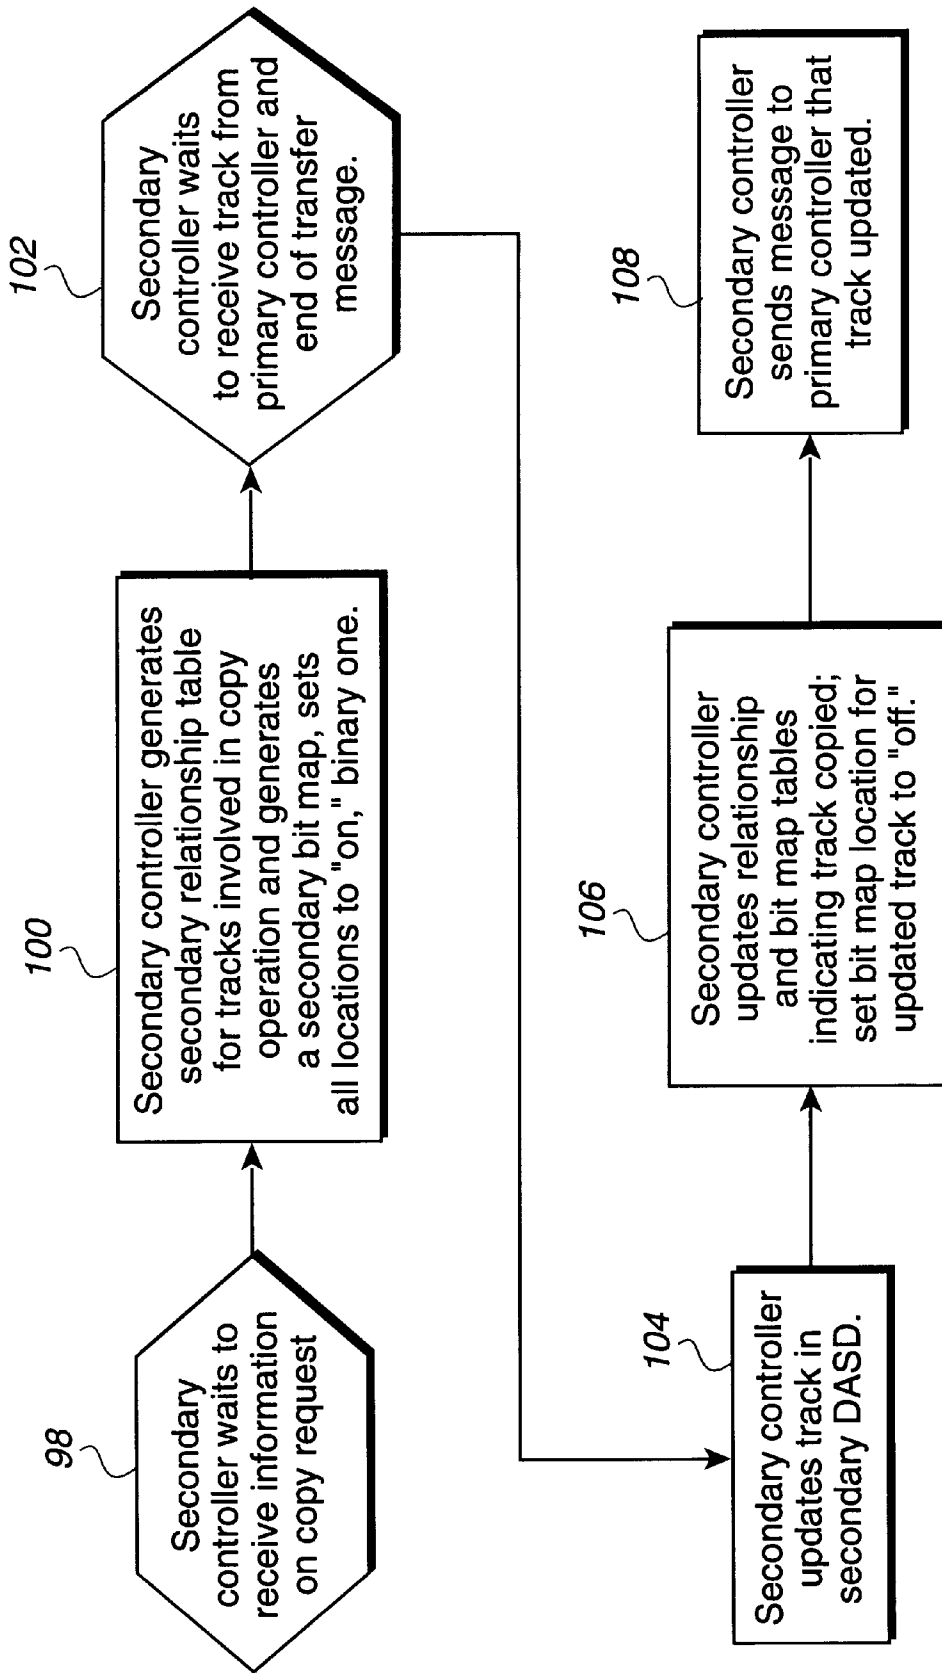 98
Secondary
controller waits to
receive information
on copy request
100
Secondary controller generates
secondary relationship table
for tracks involved in copy
operation and generates
a secondary bit map, sets
all locations to "on," binary one.
102
Secondary
controller waits
to receive track from
primary controller and
end of transfer
message.
104
Secondary controller
updates track in
secondary DASD.
106
Secondary controller
updates relationship
and bit map tables
indicating track copied;
set bit map location for
updated track to "off."
108
Secondary controller
sends message to
primary controller that
track updated.